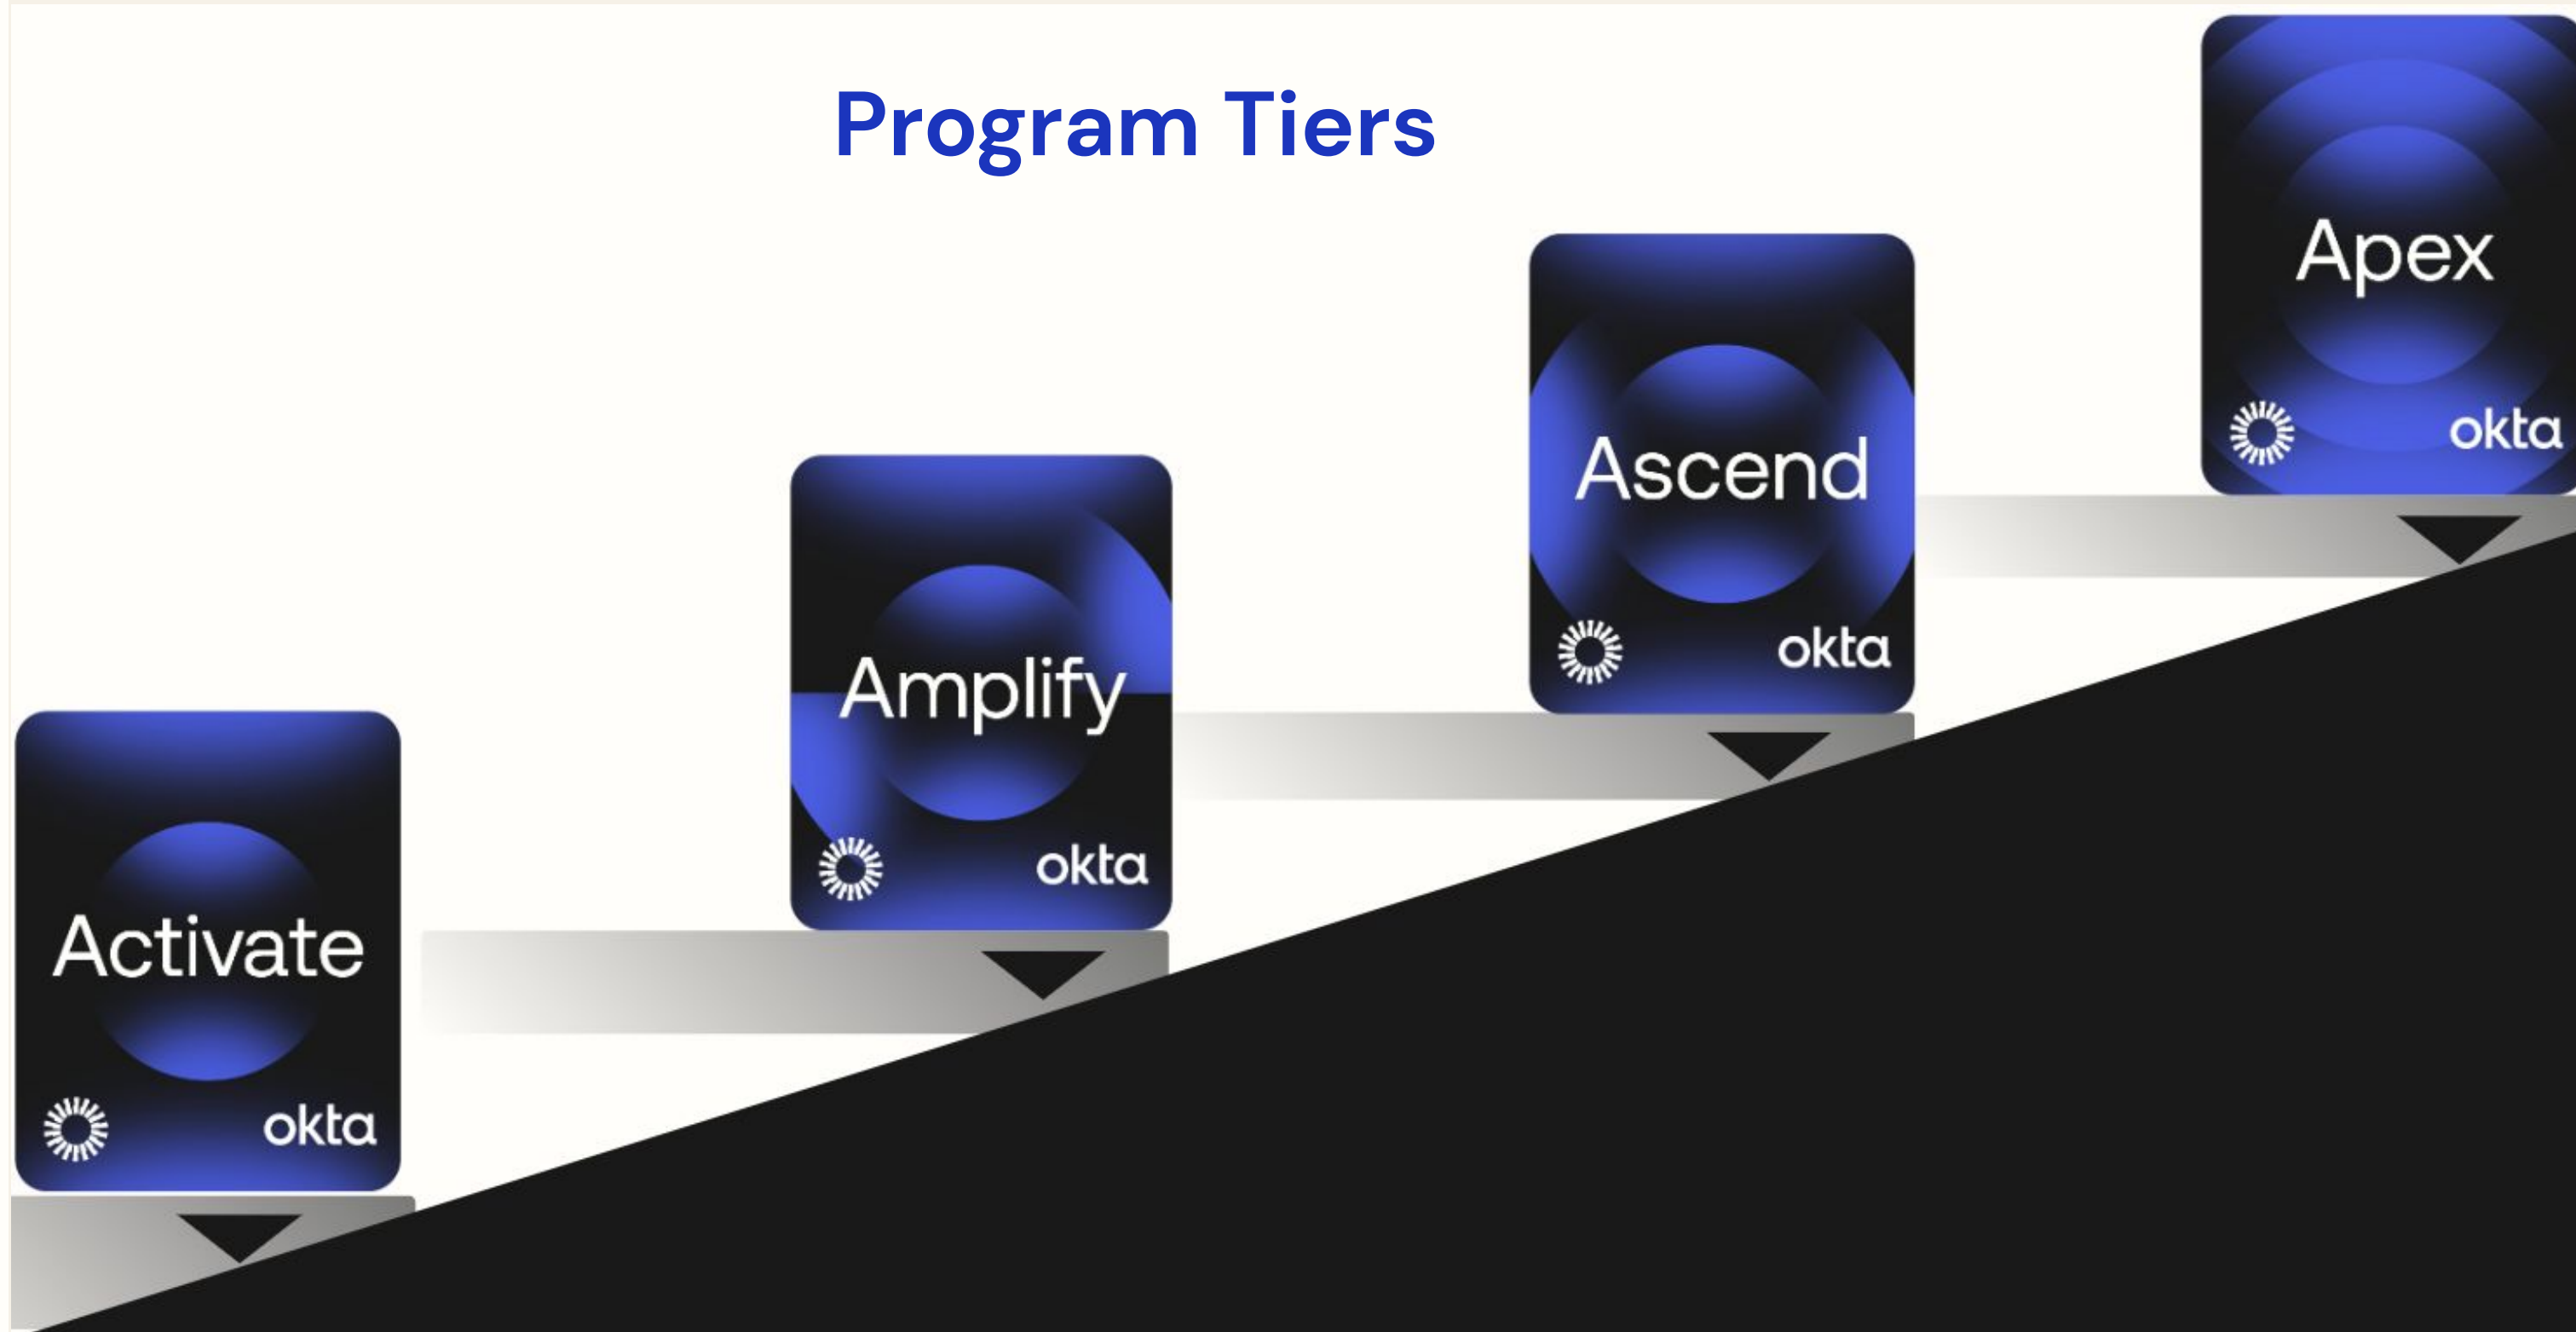 Program Tiers
Apex
okta
Ascend
okta
Amplify
okta
Activate
okta